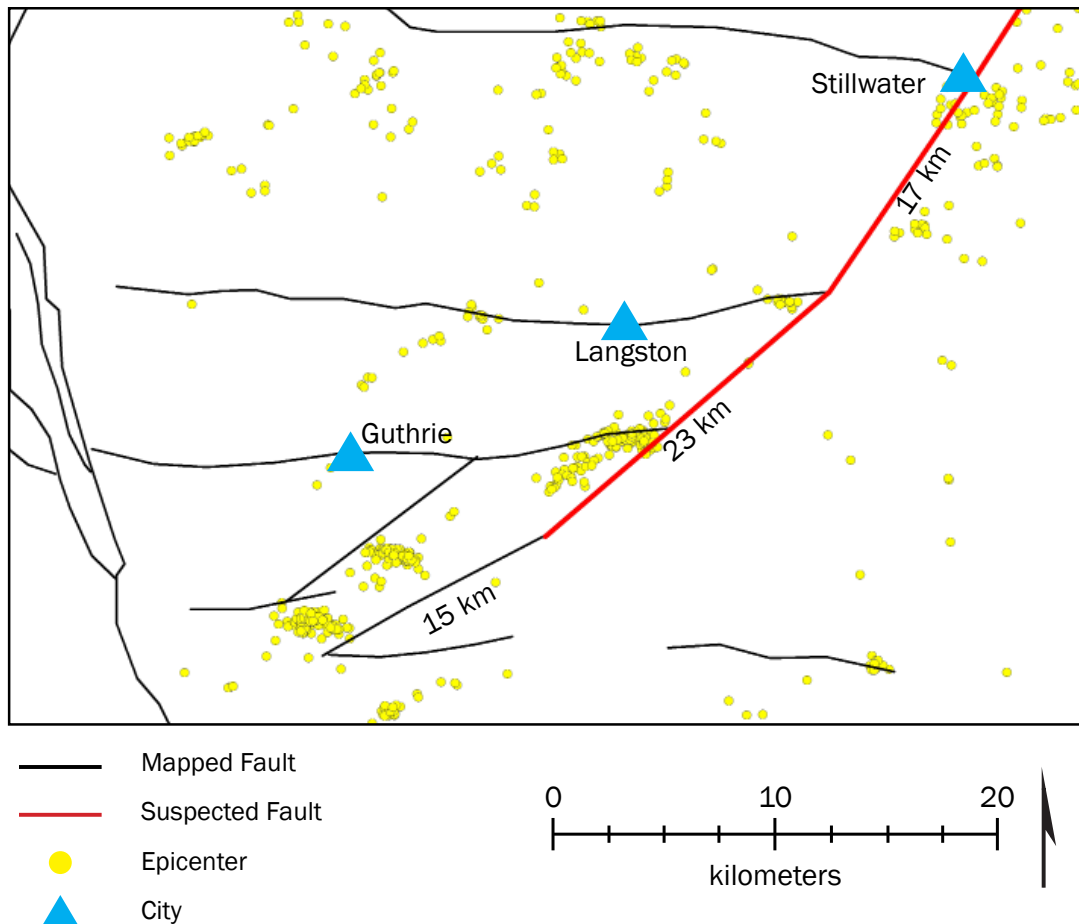 Stillwater
17 km
Langston
23 km
Guthrie
15 km
Mapped Fault
Suspected Fault
Epicenter
City
0 10 20
kilometers